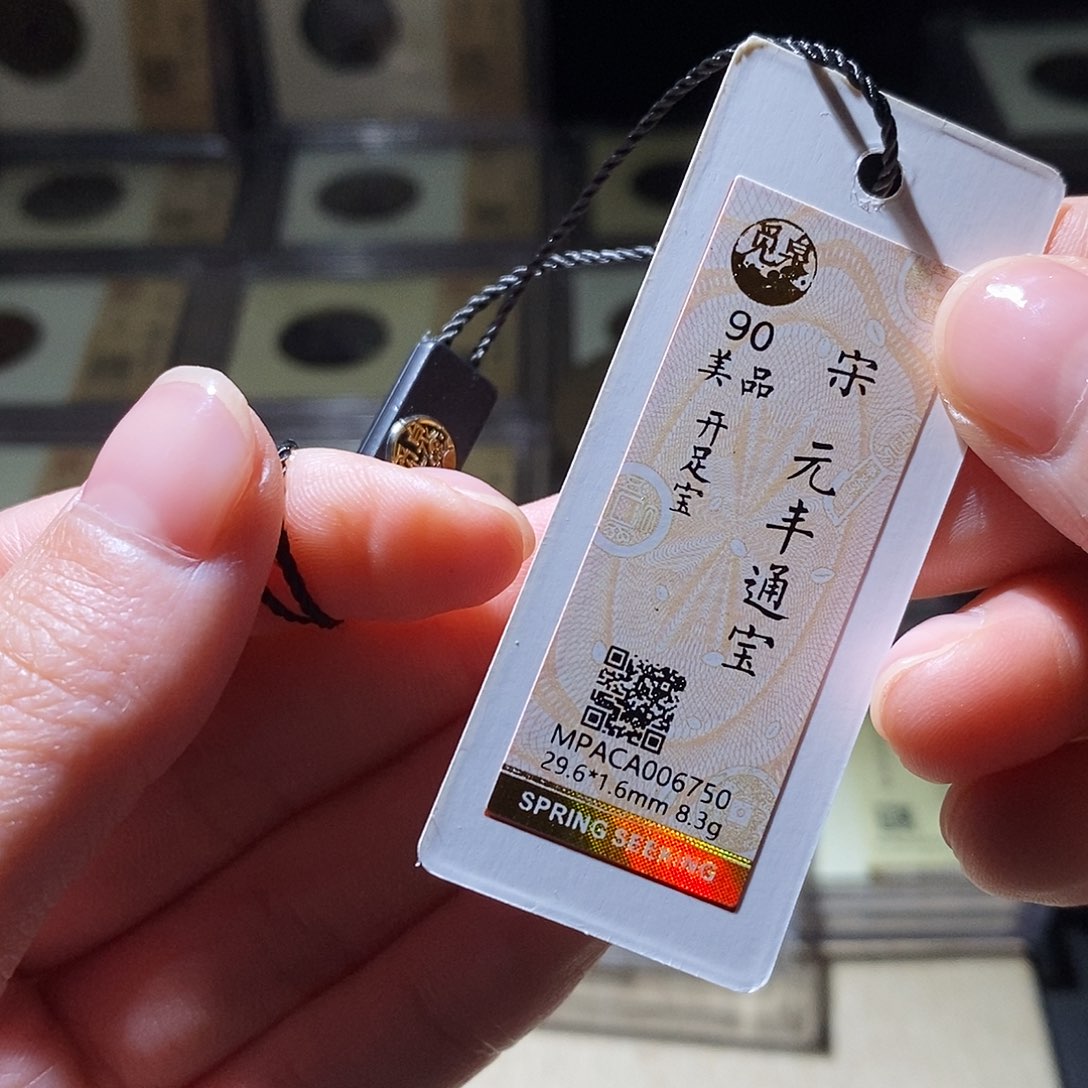 觅泉
90
美品
开足宝
宋
元丰通宝
MPACA006750
29.6*1.6mm 8.3g
SPRING SEEKING